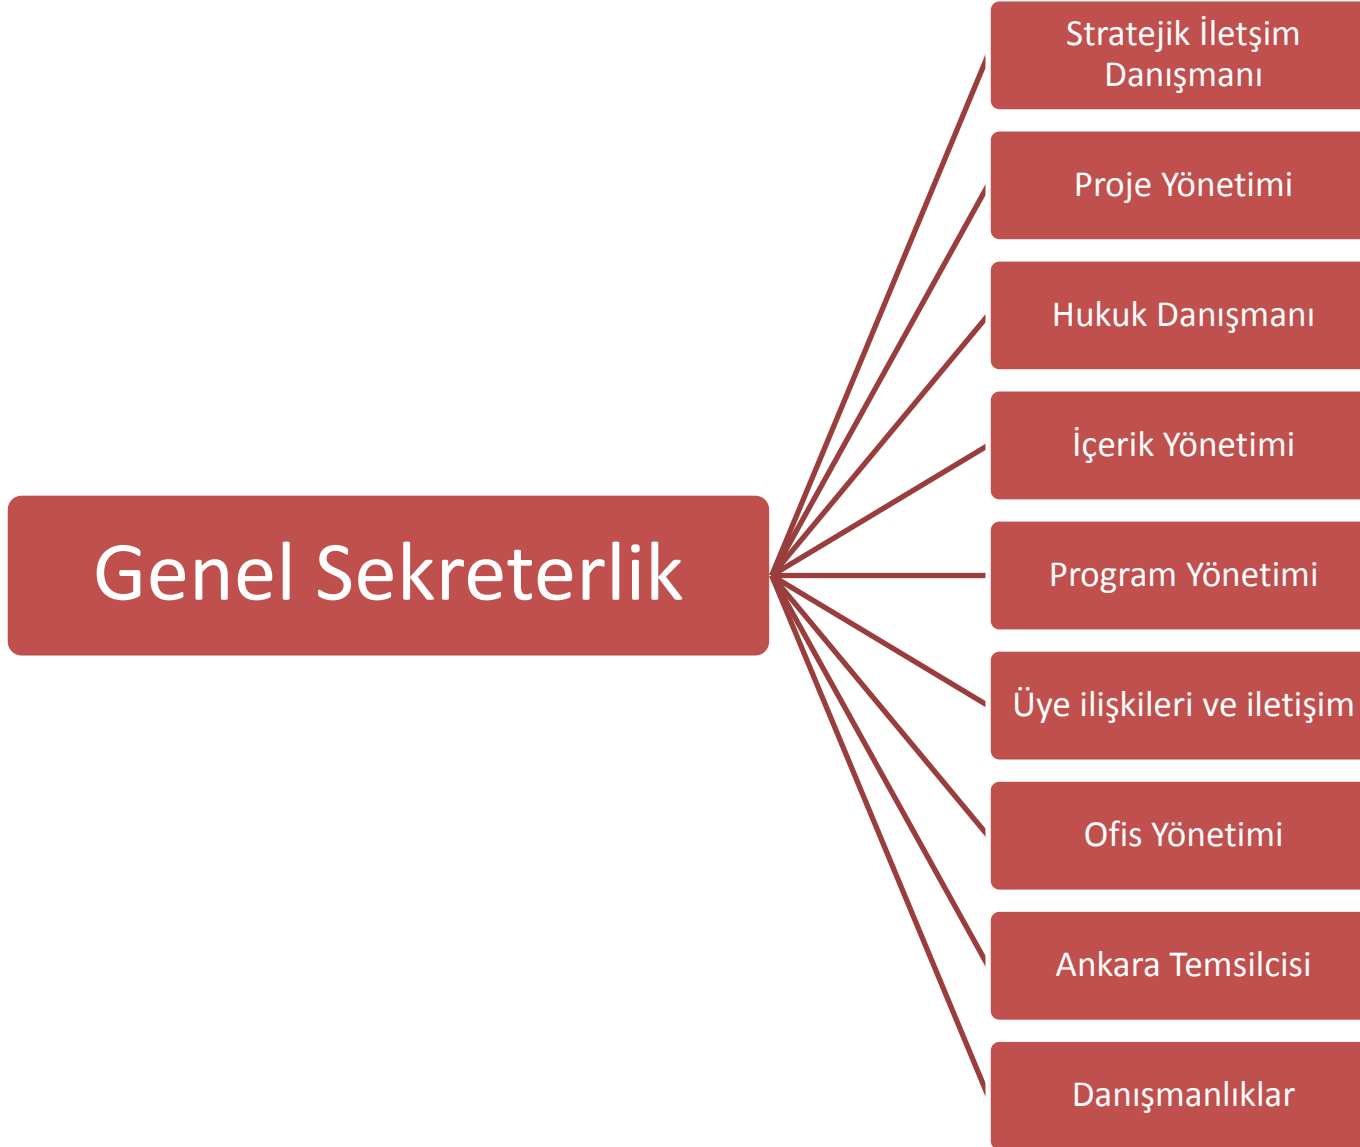 Stratejik İletşim
Danışmanı
Proje Yönetimi
Hukuk Danışmanı
İçerik Yönetimi
Genel Sekreterlik
Program Yönetimi
Üye ilişkileri ve iletişim
Ofis Yönetimi
Ankara Temsilcisi
Danışmanlıklar